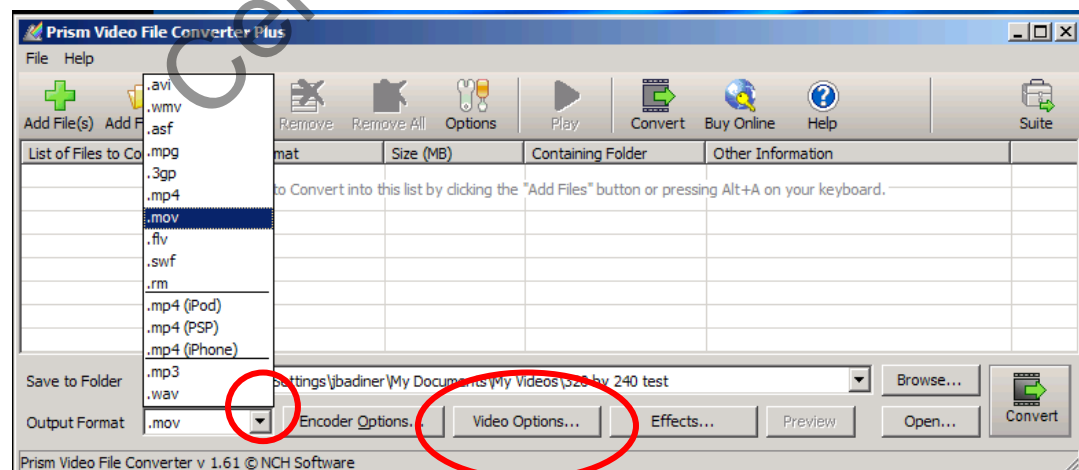 Prism Video File Converter Plus
File Help
Add File(s) Add F Remove Remove All Options Play Convert Buy Online Help Suite
List of Files to Co mat Size (MB) Containing Folder Other Information
to Convert into this list by clicking the "Add Files" button or pressing Alt+A on your keyboard.
.avi
.wmv
.asf
.mpg
.3gp
.mp4
.mov
.flv
.swf
.rm
.mp4 (iPod)
.mp4 (PSP)
.mp4 (iPhone)
.mp3
.wav
Save to Folder Settings\jbadiner\My Documents\My Videos\320 by 240 test Browse...
Output Format .mov Encoder Options... Video Options... Effects... Preview Open... Convert
Prism Video File Converter v 1.61 © NCH Software